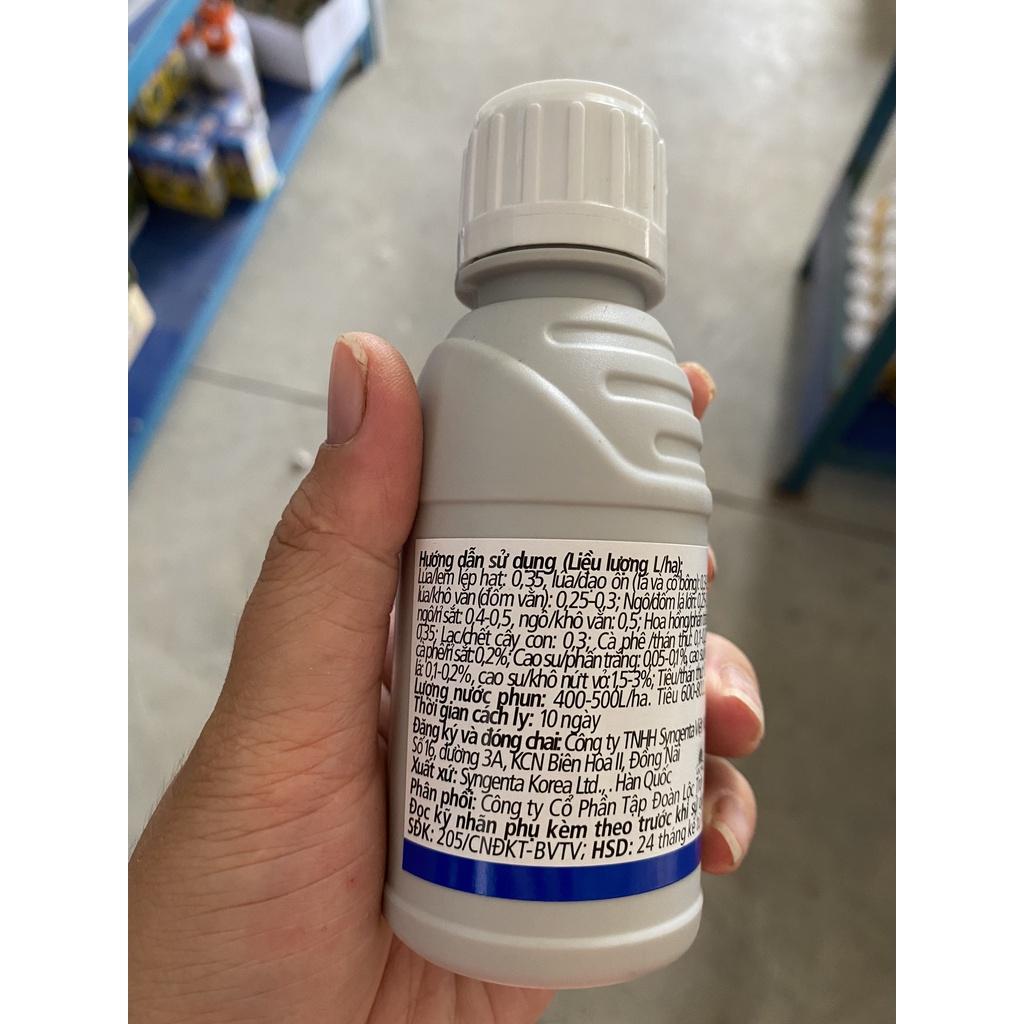 Hướng dẫn sử dụng (Liều lượng L/ha):
Lúa/lem lép hạt: 0,35, lúa/đạo ôn (lá và cổ bông):
lúa/khô vằn (đốm vằn): 0,25-0,3; Ngô/đốm lá lớn:
ngô/rỉ sắt: 0,4-0,5, ngô/khô vằn: 0,5; Hoa hồng/phấn
0,35; Lạc/chết cây con: 0,3; Cà phê /thán thư:
cà phê/rỉ sắt: 0,2%; Cao su/phấn trắng: 0,05-0,1%, cao su
lá: 0,1-0,2%, cao su/khô nứt vỏ: 1,5-3%; Tiêu/thán
Lượng nước phun: 400-500L/ha. Tiêu
Thời gian cách ly: 10 ngày
Đăng ký và đóng chai: Công ty TNHH Syngenta Việt
Số 16, đường 3A, KCN Biên Hòa II, Đồng Nai
Xuất xứ: Syngenta Korea Ltd., . Hàn Quốc
Phân phối: Công ty Cổ Phần Tập Đoàn Lộc
Đọc kỹ nhãn phụ kèm theo trước khi
SĐK: 205/CNĐKT-BVTV; HSD: 24 tháng